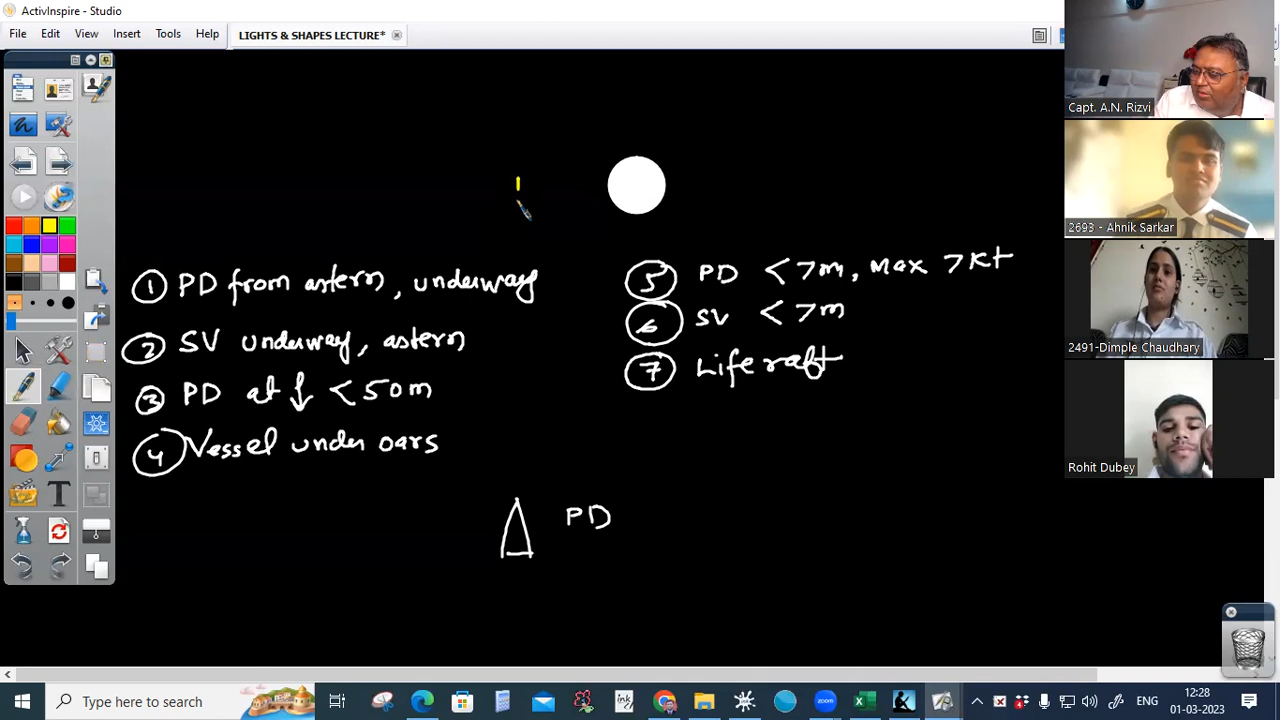 ActivInspire - Studio
File Edit View Insert Tools Help
LIGHTS & SHAPES LECTURE*
① PD from astern, underway
② SV underway, astern
③ PD at ⚓ < 50m
④ Vessel under oars
⑤ PD < 7m, Max 7Kt
⑥ SV < 7m
⑦ Life raft
PD
Capt. A.N. Rizvi
2693 - Ahnik Sarkar
2491-Dimple Chaudhary
Rohit Dubey
Type here to search
ink
zoom
ENG
12:28
01-03-2023